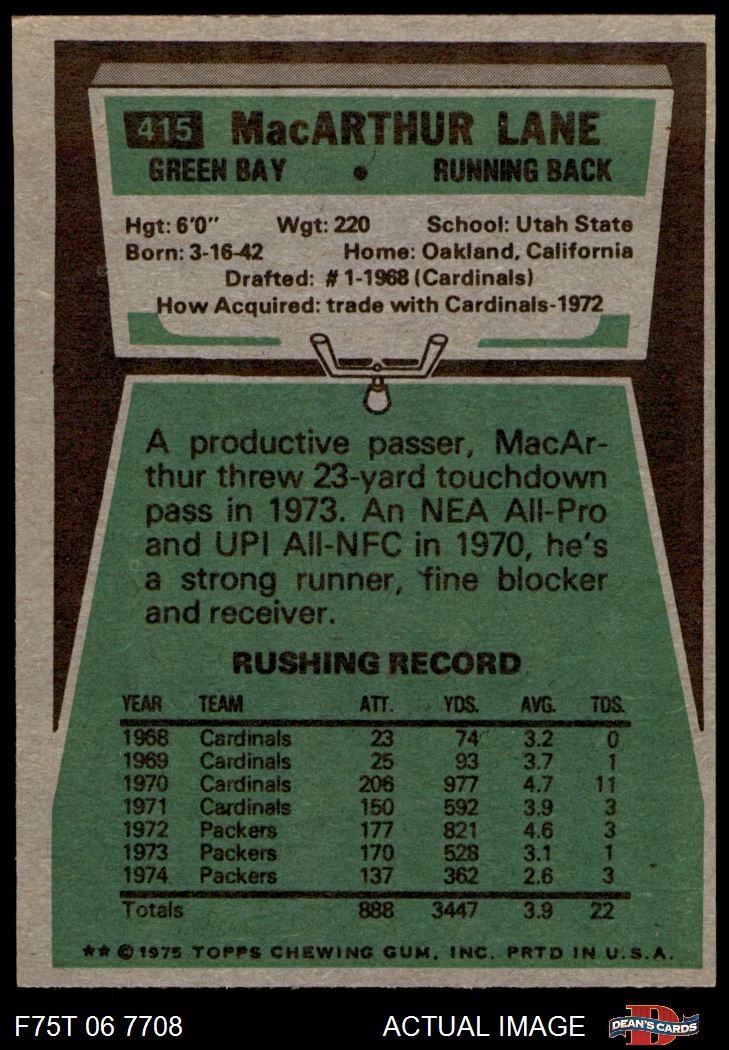 415 MacARTHUR LANE
GREEN BAY • RUNNING BACK
Hgt: 6'0" Wgt: 220 School: Utah State
Born: 3-16-42 Home: Oakland, California
Drafted: #1-1968 (Cardinals)
How Acquired: trade with Cardinals-1972
A productive passer, MacAr-
thur threw 23-yard touchdown
pass in 1973. An NEA All-Pro
and UPI All-NFC in 1970, he's
a strong runner, fine blocker
and receiver.
RUSHING RECORD
YEAR TEAM ATT. YDS. AVG. TDS.
1968 Cardinals 23 74 3.2 0
1969 Cardinals 25 93 3.7 1
1970 Cardinals 206 977 4.7 11
1971 Cardinals 150 592 3.9 3
1972 Packers 177 821 4.6 3
1973 Packers 170 528 3.1 1
1974 Packers 137 362 2.6 3
Totals 888 3447 3.9 22
★★ © 1975 TOPPS CHEWING GUM, INC. PRTD IN U.S.A.
F75T 06 7708 ACTUAL IMAGE D DEAN'S CARDS